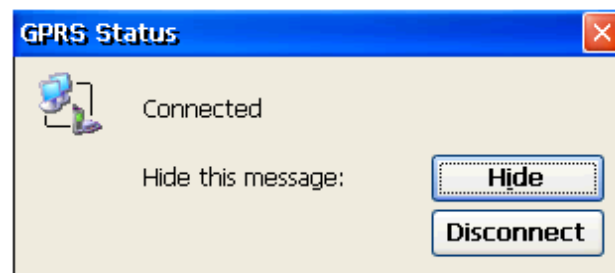 GPRS Status
Connected
Hide this message:
Hide
Disconnect